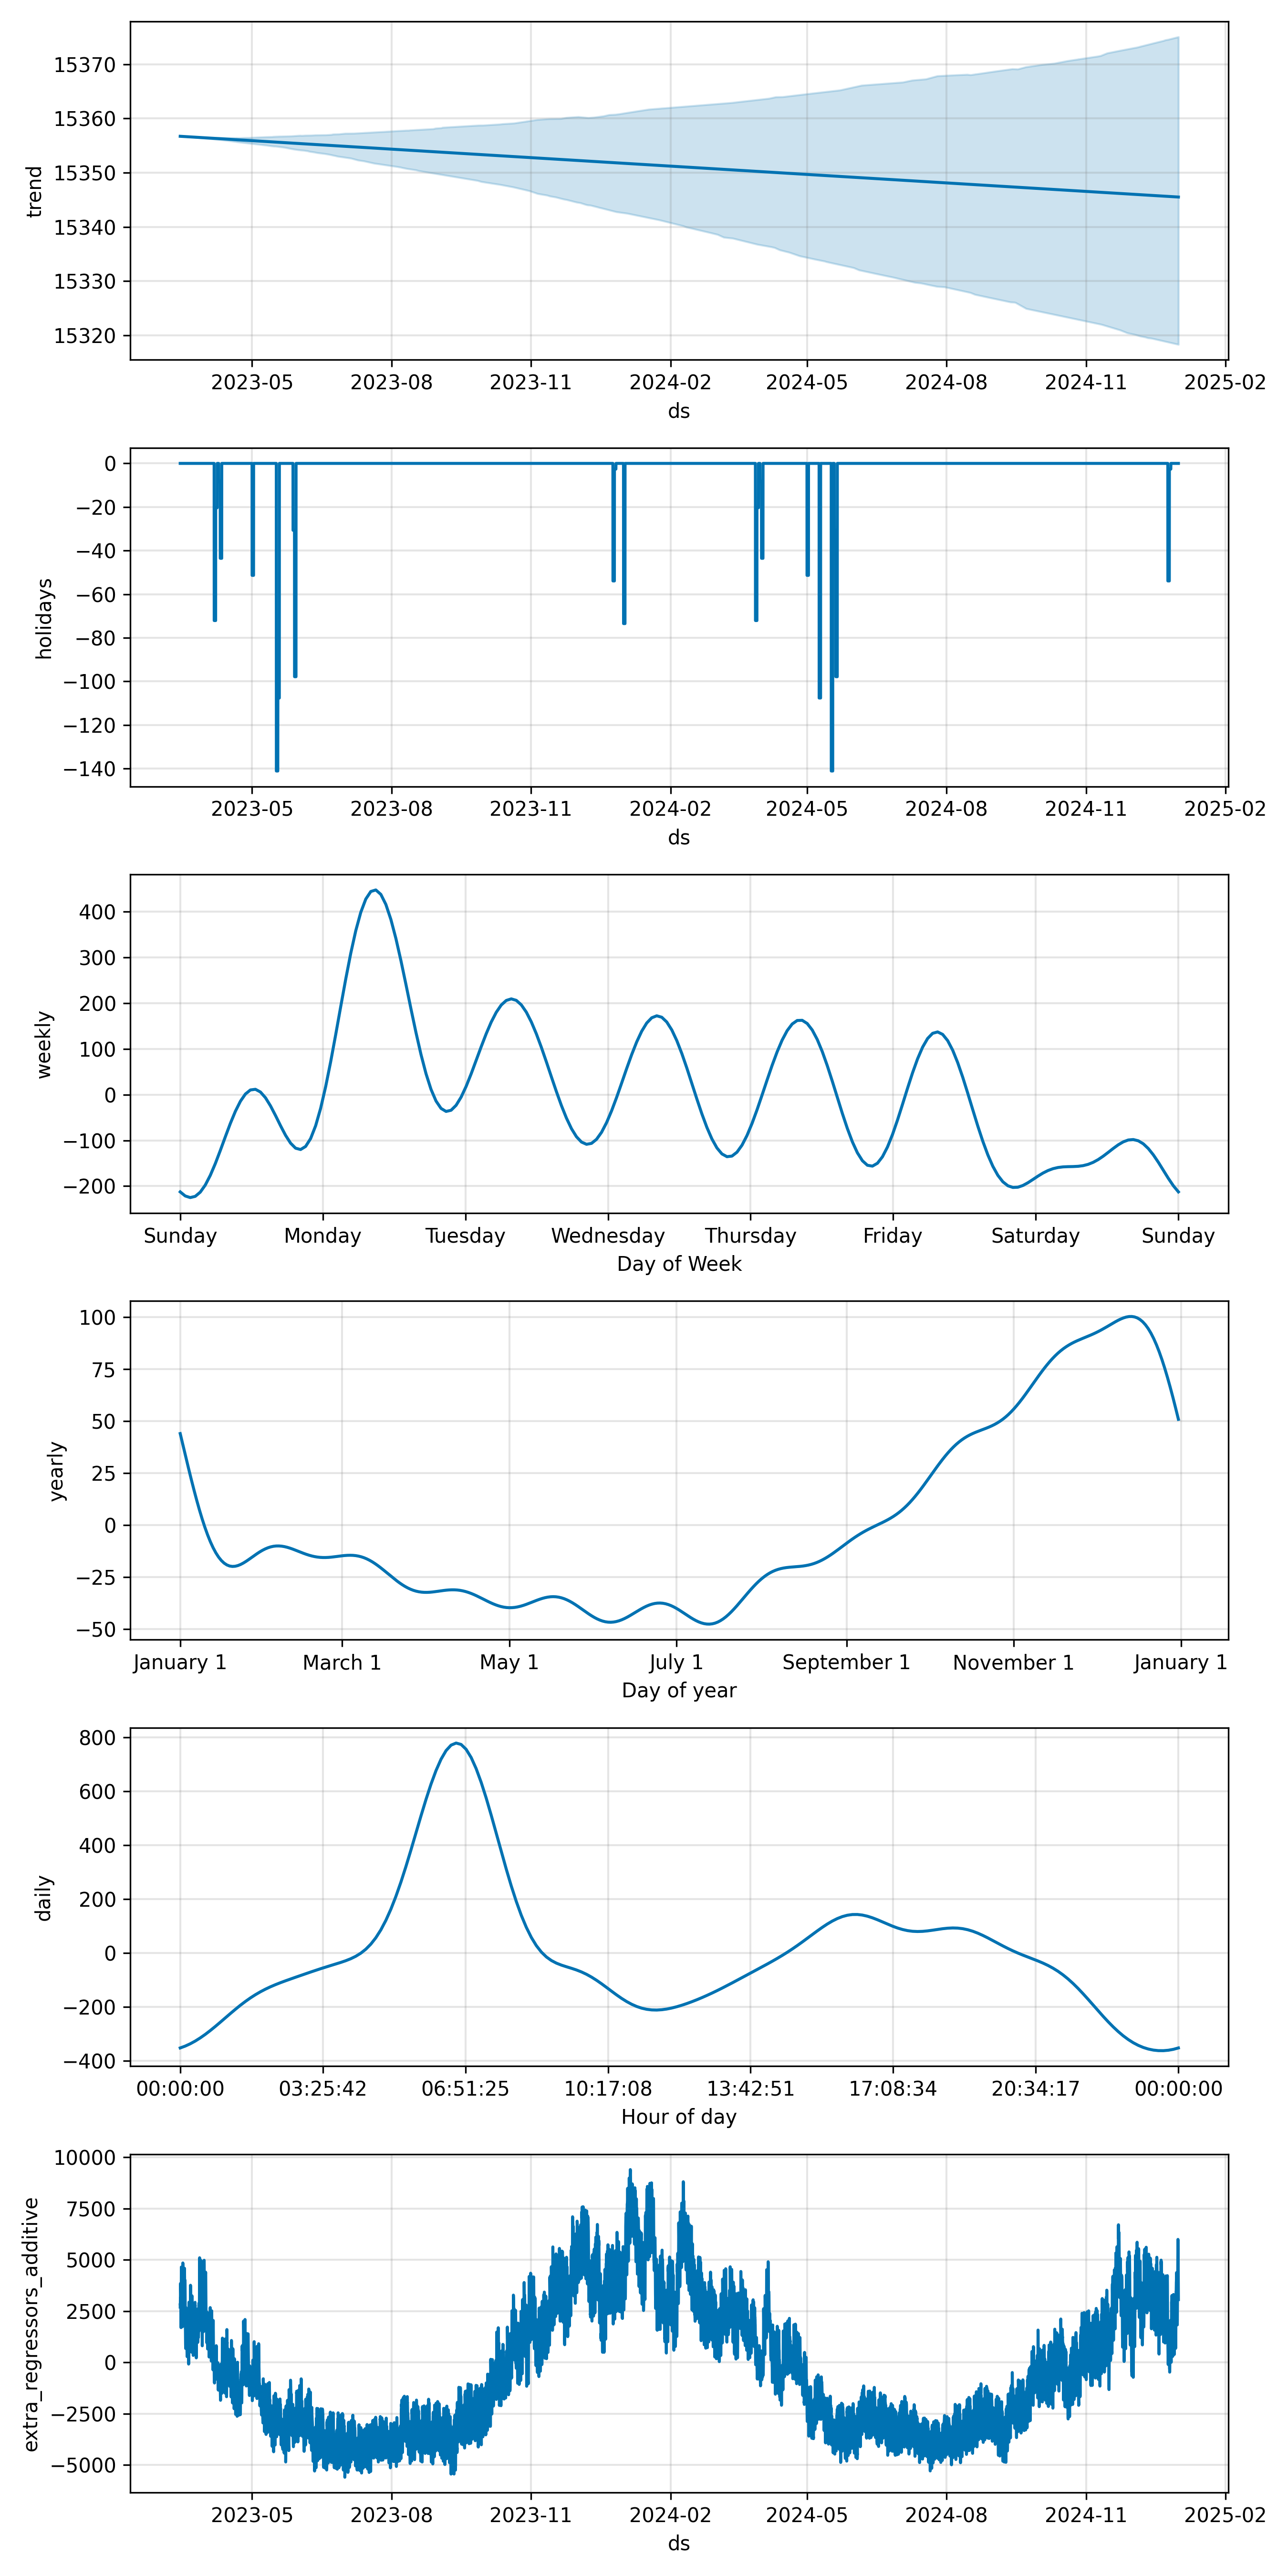 15370
15360
15350
15340
15330
15320
trend
2023-05 2023-08 2023-11 2024-02 2024-05 2024-08 2024-11 2025-02
ds
0
−20
−40
−60
−80
−100
−120
−140
holidays
2023-05 2023-08 2023-11 2024-02 2024-05 2024-08 2024-11 2025-02
ds
400
300
200
100
0
−100
−200
weekly
Sunday Monday Tuesday Wednesday Thursday Friday Saturday Sunday
Day of Week
100
75
50
25
0
−25
−50
yearly
January 1 March 1 May 1 July 1 September 1 November 1 January 1
Day of year
800
600
400
200
0
−200
−400
daily
00:00:00 03:25:42 06:51:25 10:17:08 13:42:51 17:08:34 20:34:17 00:00:00
Hour of day
10000
7500
5000
2500
0
−2500
−5000
extra_regressors_additive
2023-05 2023-08 2023-11 2024-02 2024-05 2024-08 2024-11 2025-02
ds